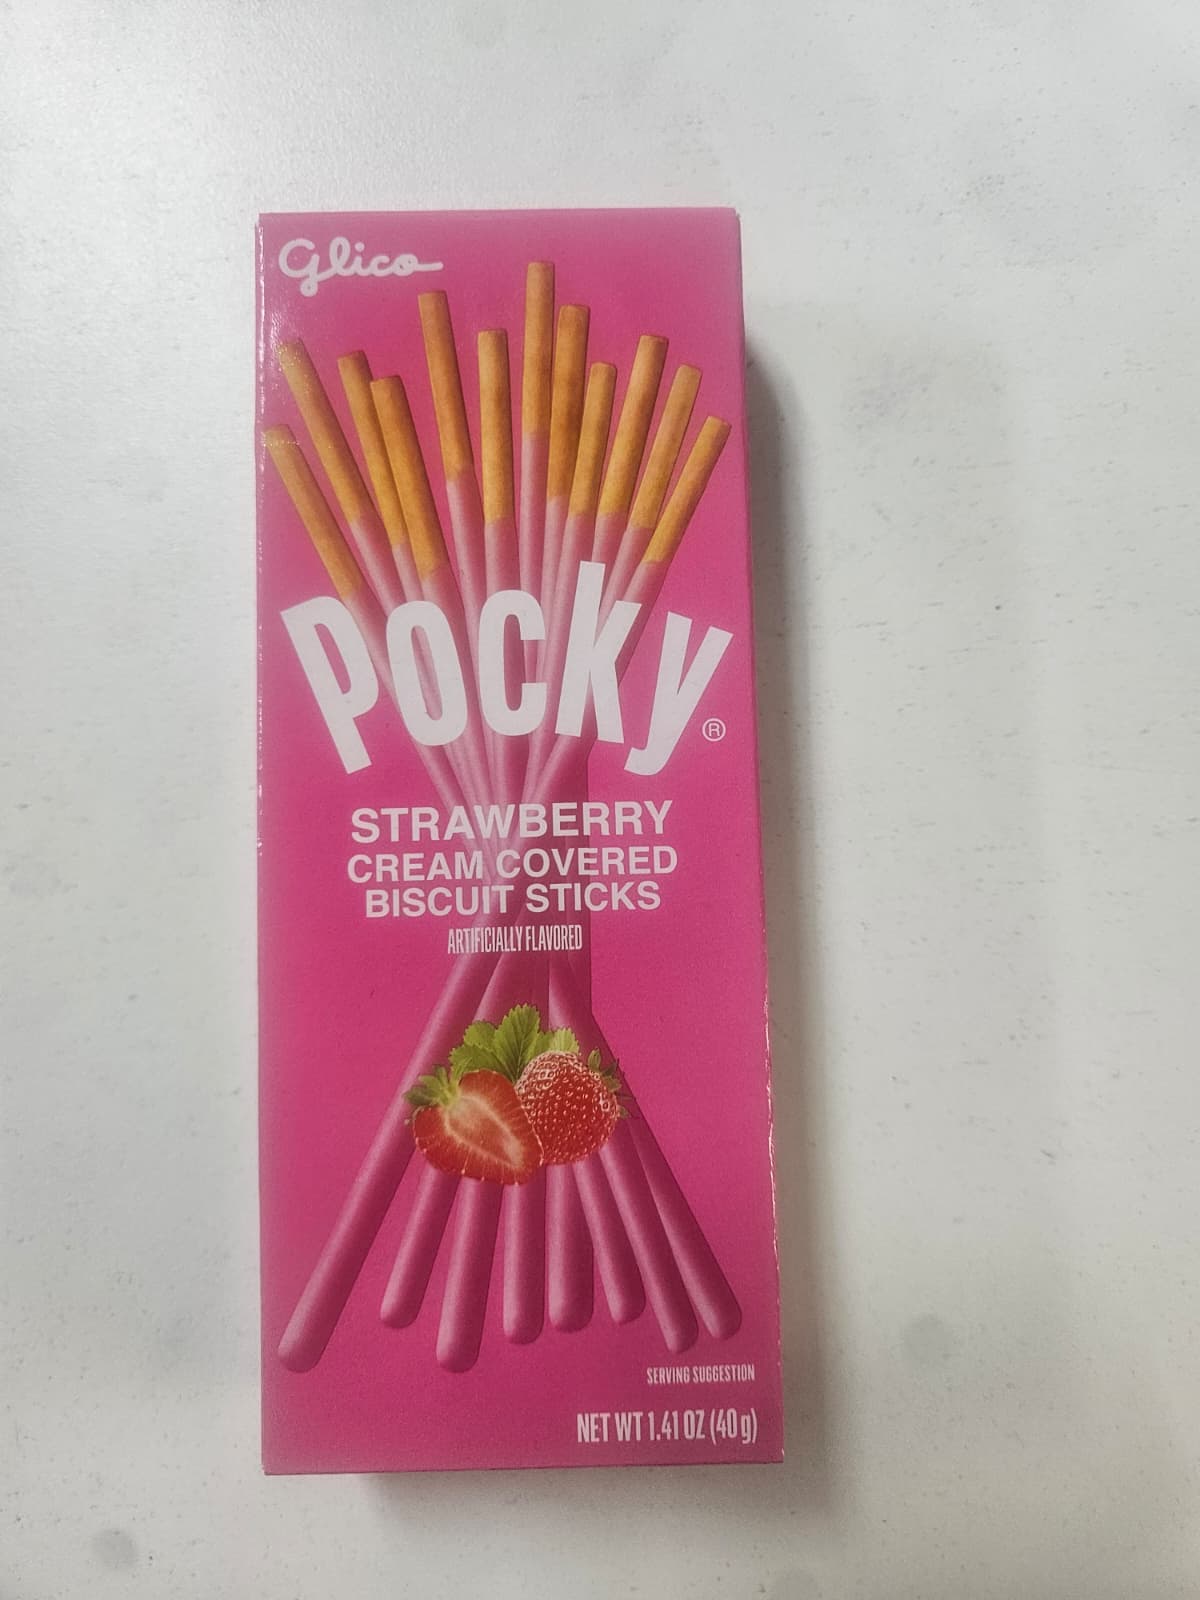 Glico
Pocky®
STRAWBERRY
CREAM COVERED
BISCUIT STICKS
ARTIFICIALLY FLAVORED
SERVING SUGGESTION
NET WT 1.41 OZ (40 g)